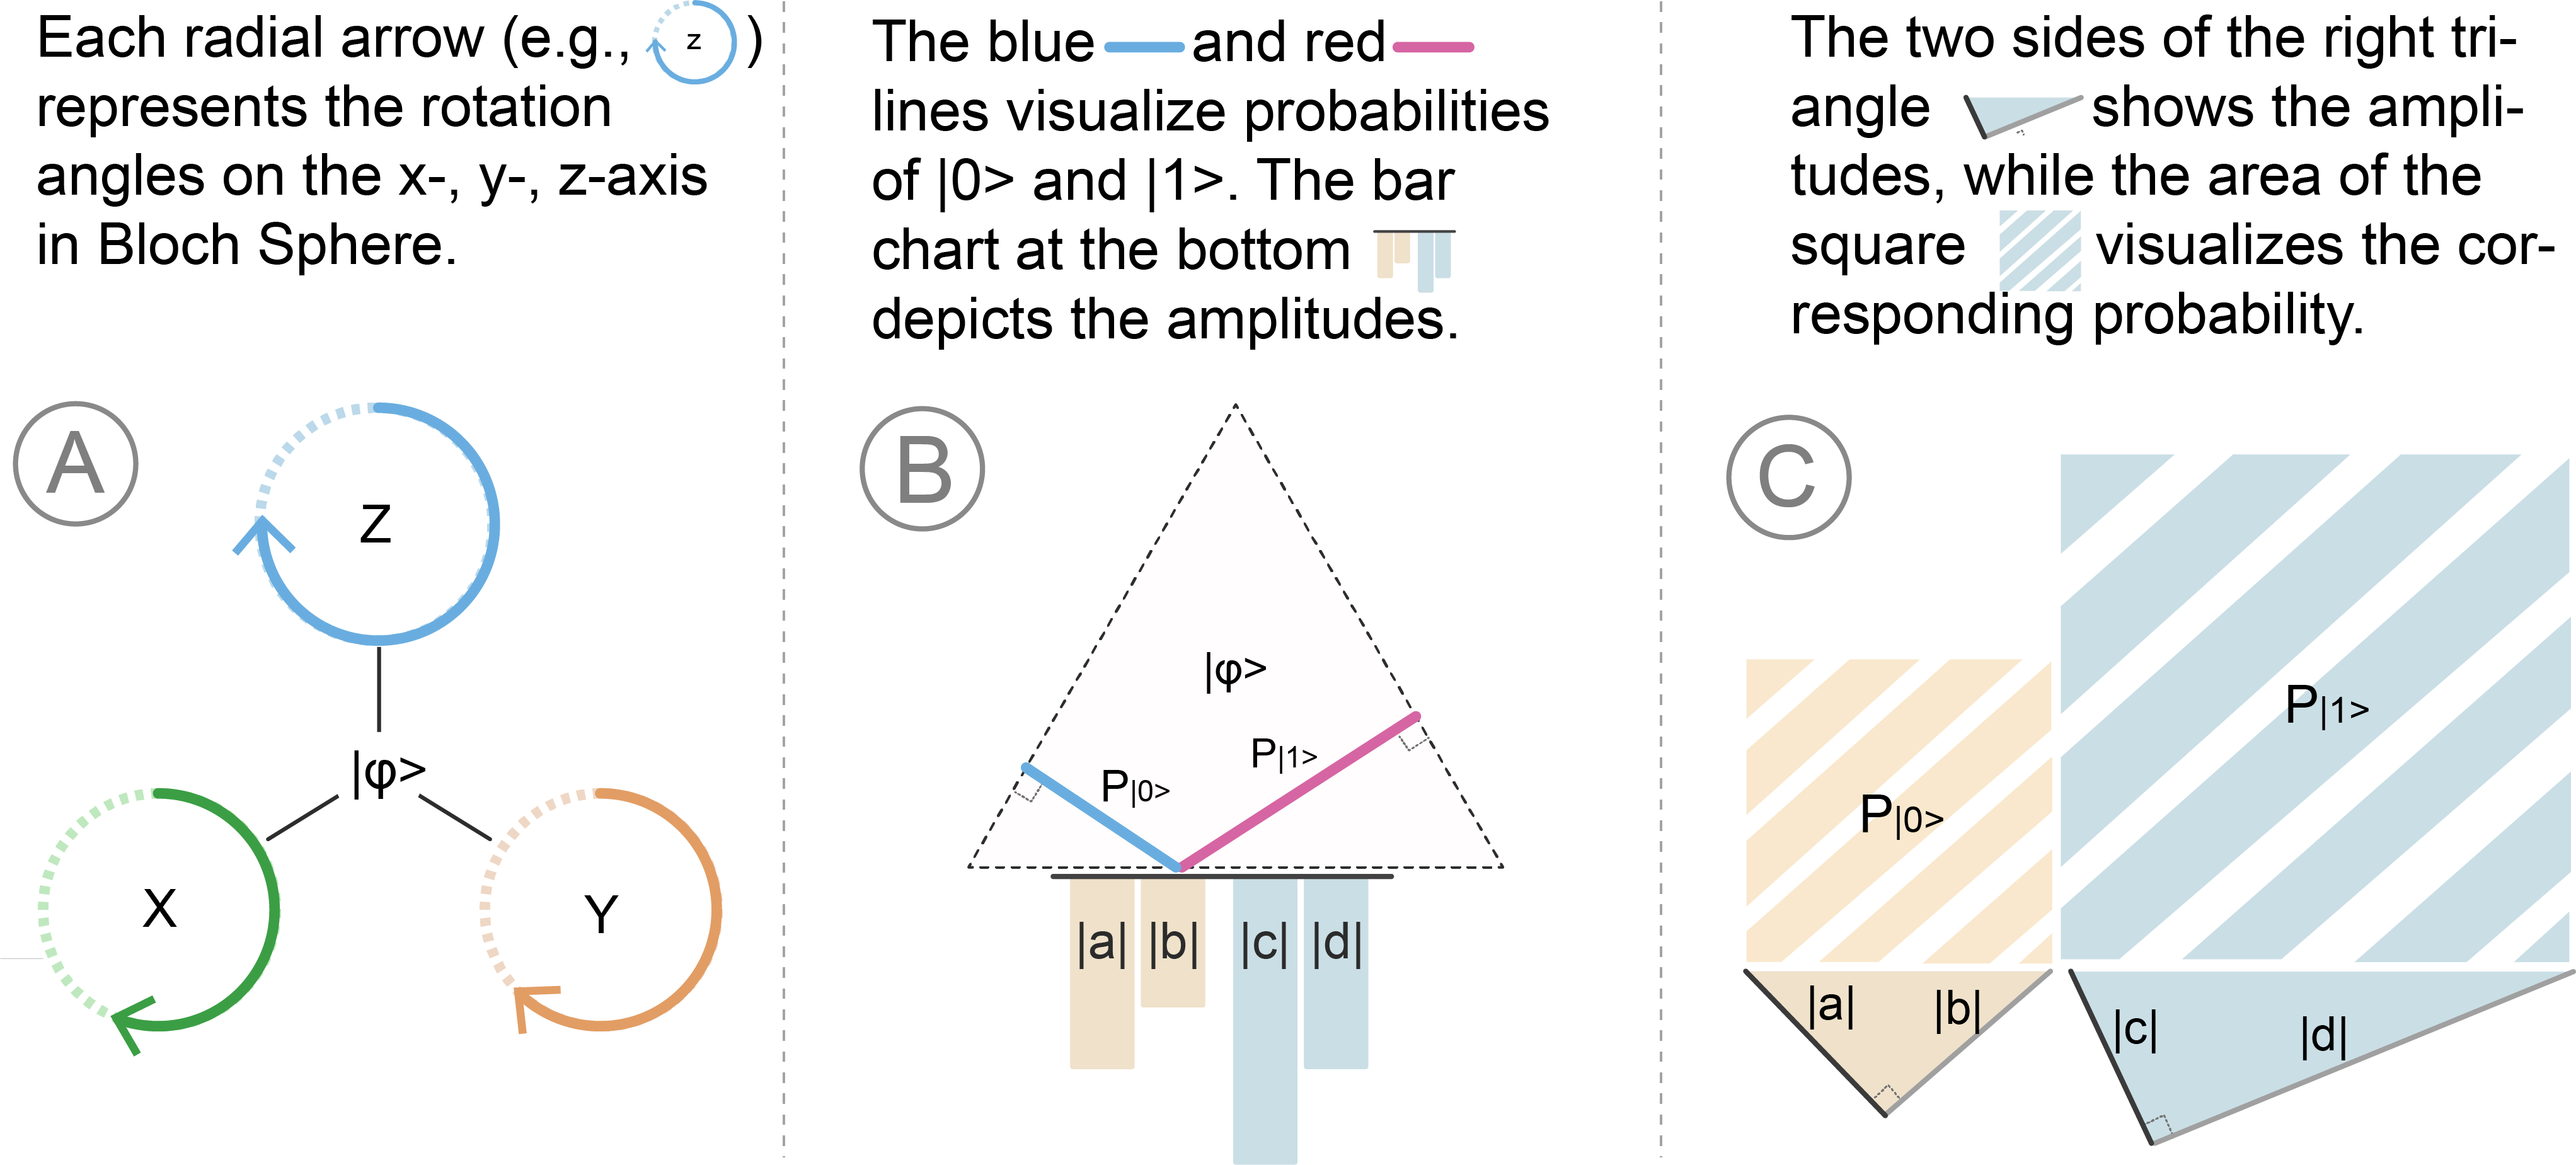 Each radial arrow (e.g., z )
represents the rotation
angles on the x-, y-, z-axis
in Bloch Sphere.
The blue and red
lines visualize probabilities
of |0> and |1>. The bar
chart at the bottom
depicts the amplitudes.
The two sides of the right tri-
angle shows the ampli-
tudes, while the area of the
square visualizes the cor-
responding probability.
A
Z
|φ>
X
Y
B
|φ>
P|1>
P|0>
|a| |b| |c| |d|
C
P|1>
P|0>
|a| |b| |c| |d|